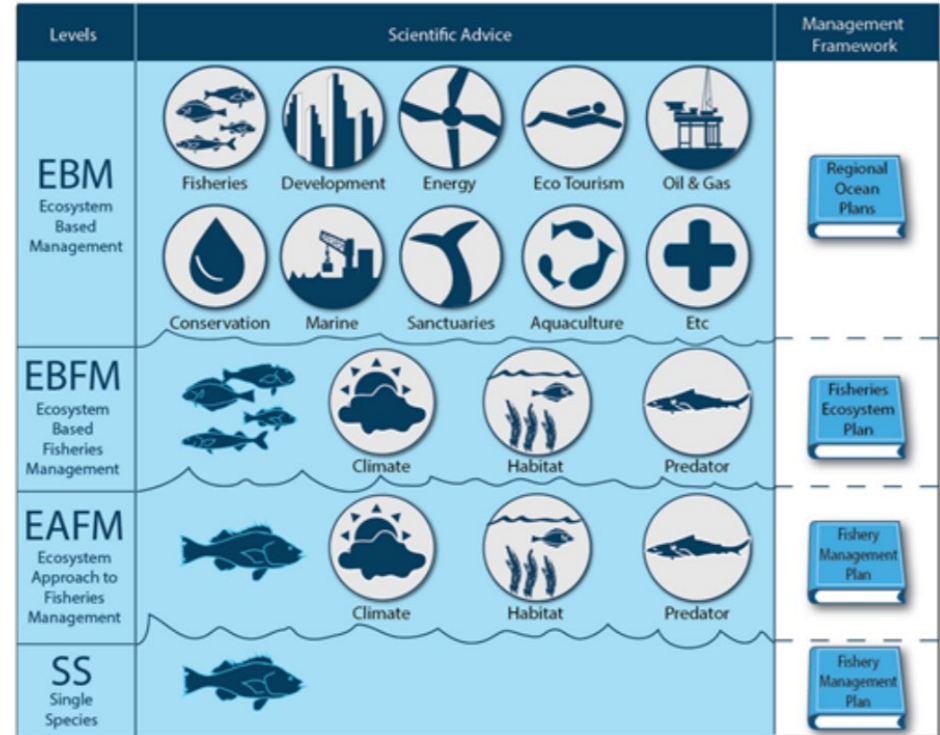 Levels
Scientific Advice
Management
Framework
EBM
Ecosystem
Based
Management
Fisheries
Development
Energy
Eco Tourism
Oil & Gas
Conservation
Marine
Sanctuaries
Aquaculture
Etc
Regional
Ocean
Plans
EBFM
Ecosystem
Based
Fisheries
Management
Climate
Habitat
Predator
Fisheries
Ecosystem
Plan
EAFM
Ecosystem
Approach to
Fisheries
Management
Climate
Habitat
Predator
Fishery
Management
Plan
SS
Single
Species
Fishery
Management
Plan